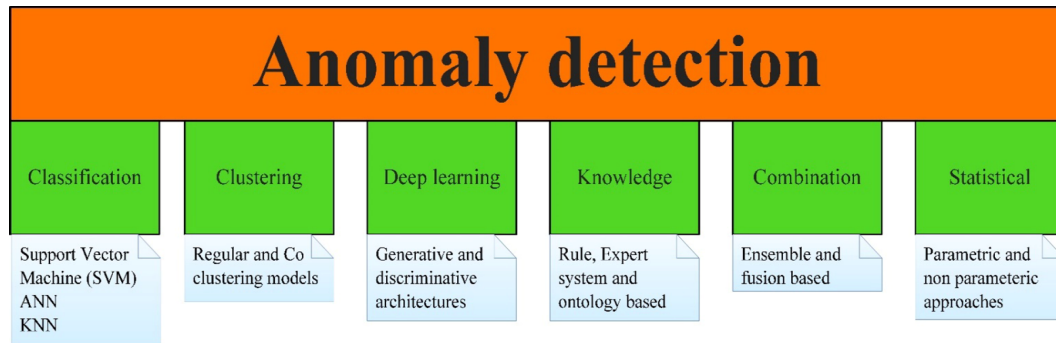 Anomaly detection
Classification
Clustering
Deep learning
Knowledge
Combination
Statistical
Support Vector
Machine (SVM)
ANN
KNN
Regular and Co
clustering models
Generative and
discriminative
architectures
Rule, Expert
system and
ontology based
Ensemble and
fusion based
Parametric and
non parameteric
approaches